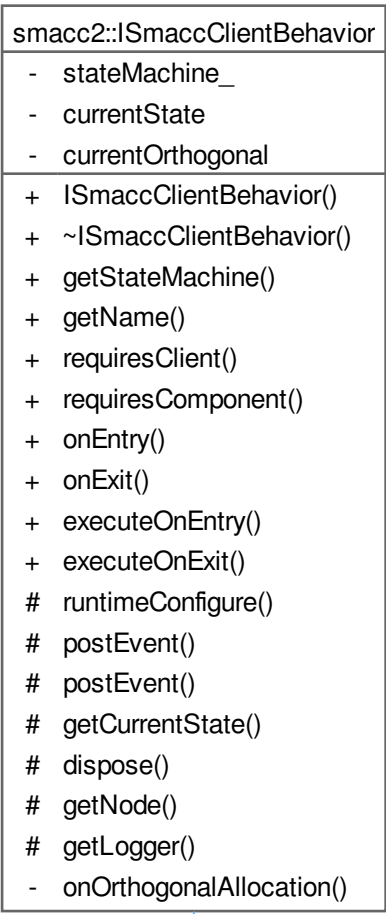 smacc2::ISmaccClientBehavior
- stateMachine_
- currentState
- currentOrthogonal
+ ISmaccClientBehavior()
+ ~ISmaccClientBehavior()
+ getStateMachine()
+ getName()
+ requiresClient()
+ requiresComponent()
+ onEntry()
+ onExit()
+ executeOnEntry()
+ executeOnExit()
# runtimeConfigure()
# postEvent()
# postEvent()
# getCurrentState()
# dispose()
# getNode()
# getLogger()
- onOrthogonalAllocation()